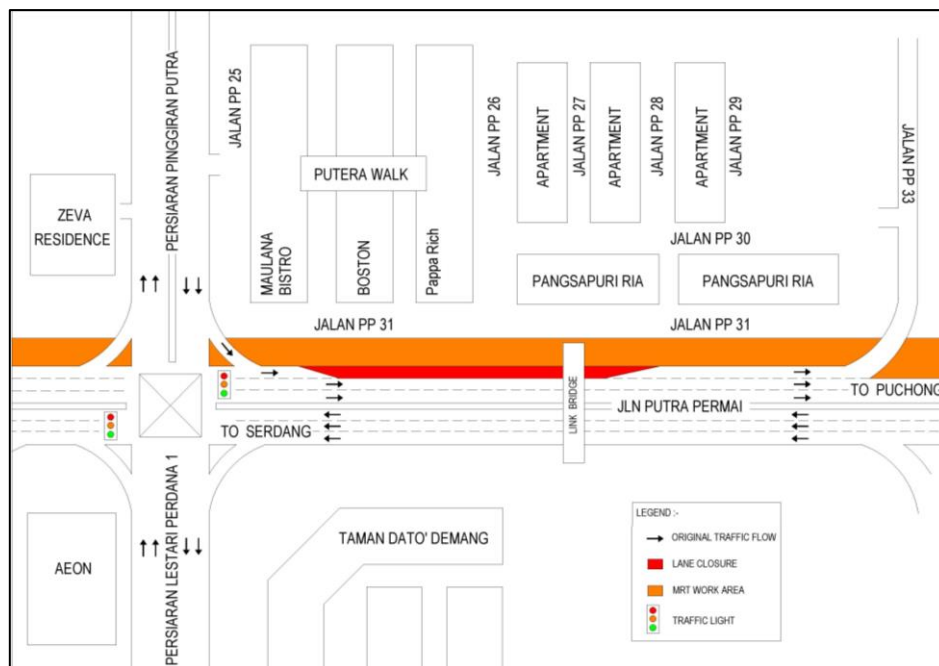 PERSIARAN PINGGIRAN PUTRA
JALAN PP 25
JALAN PP 26
JALAN PP 27
JALAN PP 28
JALAN PP 29
JALAN PP 33
APARTMENT
APARTMENT
APARTMENT
PUTERA WALK
ZEVA
RESIDENCE
MAULANA
BISTRO
BOSTON
Pappa Rich
JALAN PP 30
PANGSAPURI RIA
PANGSAPURI RIA
JALAN PP 31
JALAN PP 31
LINK BRIDGE
TO PUCHONG
JLN PUTRA PERMAI
TO SERDANG
PERSIARAN LESTARI PERDANA 1
AEON
TAMAN DATO' DEMANG
LEGEND :-
ORIGINAL TRAFFIC FLOW
LANE CLOSURE
MRT WORK AREA
TRAFFIC LIGHT